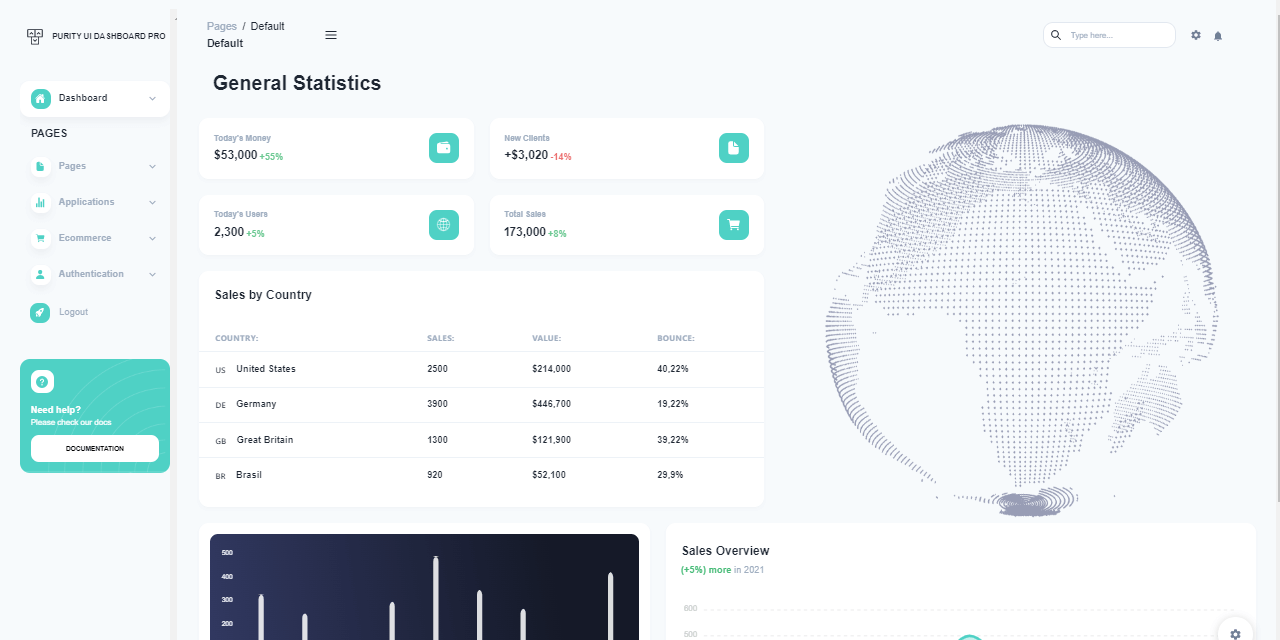 PURITY UI DASHBOARD PRO
Dashboard
PAGES
Pages
Applications
Ecommerce
Authentication
Logout
?
Need help?
Please check our docs
DOCUMENTATION
Pages / Default
Default
Type here...
General Statistics
Today's Money
$53,000 +55%
New Clients
+$3,020 -14%
Today's Users
2,300 +5%
Total Sales
173,000 +8%
Sales by Country
COUNTRY: SALES: VALUE: BOUNCE:
US United States 2500 $214,000 40,22%
DE Germany 3900 $446,700 19,22%
GB Great Britain 1300 $121,900 39,22%
BR Brasil 920 $52,100 29,9%
500
400
300
200
Sales Overview
(+5%) more in 2021
600
500